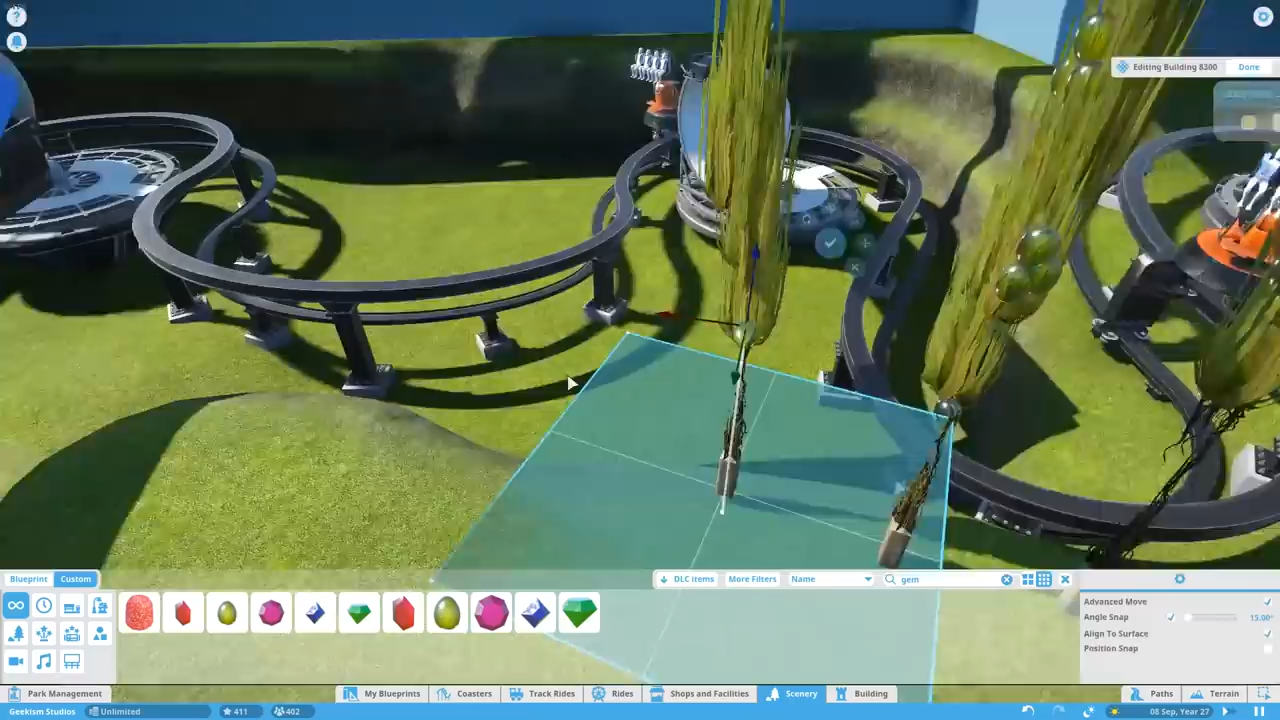 Editing Building 8300 Done
Blueprint Custom
DLC items More Filters Name gem
Advanced Move
Angle Snap 15.00°
Align To Surface
Position Snap
Park Management My Blueprints Coasters Track Rides Rides Shops and Facilities Scenery Building Paths Terrain
Geekism Studios Unlimited 411 402 08 Sep, Year 27